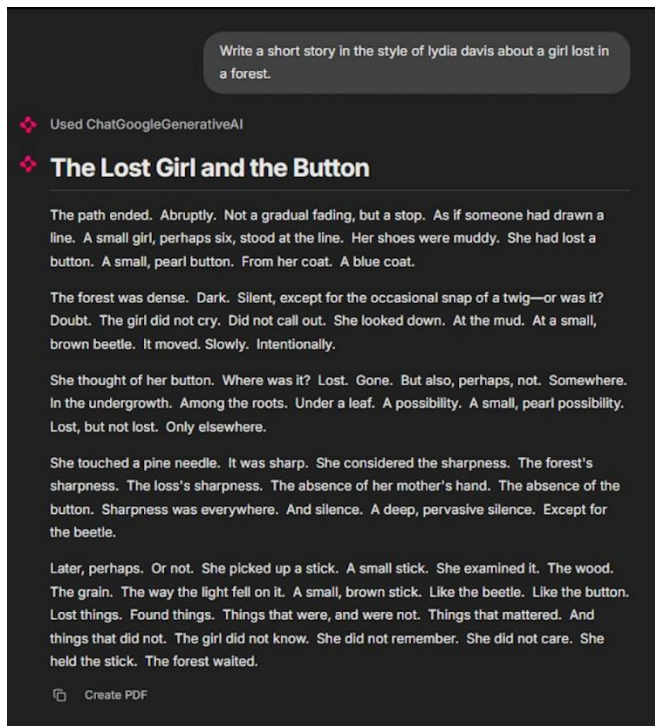 Write a short story in the style of lydia davis about a girl lost in
a forest.
Used ChatGoogleGenerativeAI
The Lost Girl and the Button
The path ended. Abruptly. Not a gradual fading, but a stop. As if someone had drawn a
line. A small girl, perhaps six, stood at the line. Her shoes were muddy. She had lost a
button. A small, pearl button. From her coat. A blue coat.
The forest was dense. Dark. Silent, except for the occasional snap of a twig—or was it?
Doubt. The girl did not cry. Did not call out. She looked down. At the mud. At a small,
brown beetle. It moved. Slowly. Intentionally.
She thought of her button. Where was it? Lost. Gone. But also, perhaps, not. Somewhere.
In the undergrowth. Among the roots. Under a leaf. A possibility. A small, pearl possibility.
Lost, but not lost. Only elsewhere.
She touched a pine needle. It was sharp. She considered the sharpness. The forest's
sharpness. The loss's sharpness. The absence of her mother's hand. The absence of the
button. Sharpness was everywhere. And silence. A deep, pervasive silence. Except for
the beetle.
Later, perhaps. Or not. She picked up a stick. A small stick. She examined it. The wood.
The grain. The way the light fell on it. A small, brown stick. Like the beetle. Like the button.
Lost things. Found things. Things that were, and were not. Things that mattered. And
things that did not. The girl did not know. She did not remember. She did not care. She
held the stick. The forest waited.
Create PDF